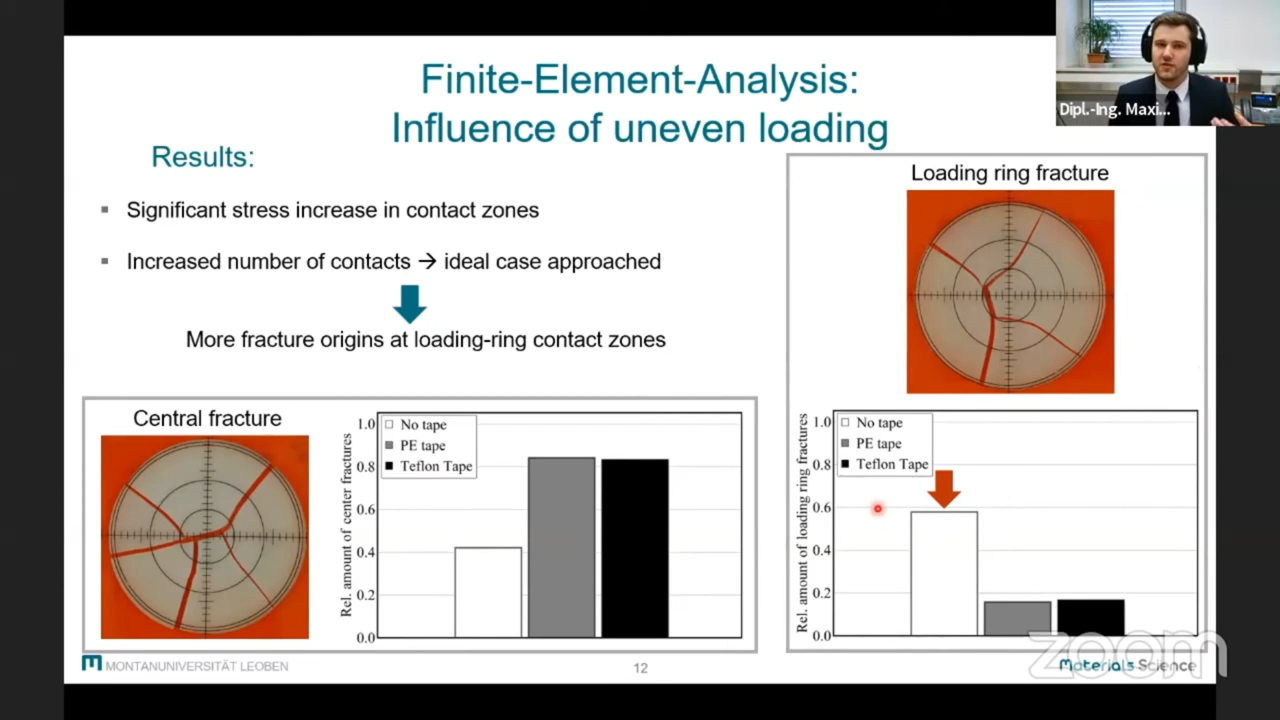 Finite-Element-Analysis:
Influence of uneven loading
Dipl.-Ing. Maxi...
Results:
▪ Significant stress increase in contact zones
▪ Increased number of contacts → ideal case approached
More fracture origins at loading-ring contact zones
Central fracture
Rel. amount of center fractures
1.0
0.8
0.6
0.4
0.2
0.0
No tape
PE tape
Teflon Tape
Loading ring fracture
Rel. amount of loading ring fractures
1.0
0.8
0.6
0.4
0.2
0.0
No tape
PE tape
Teflon Tape
MONTANUNIVERSITÄT LEOBEN
12
Materials Science
zoom